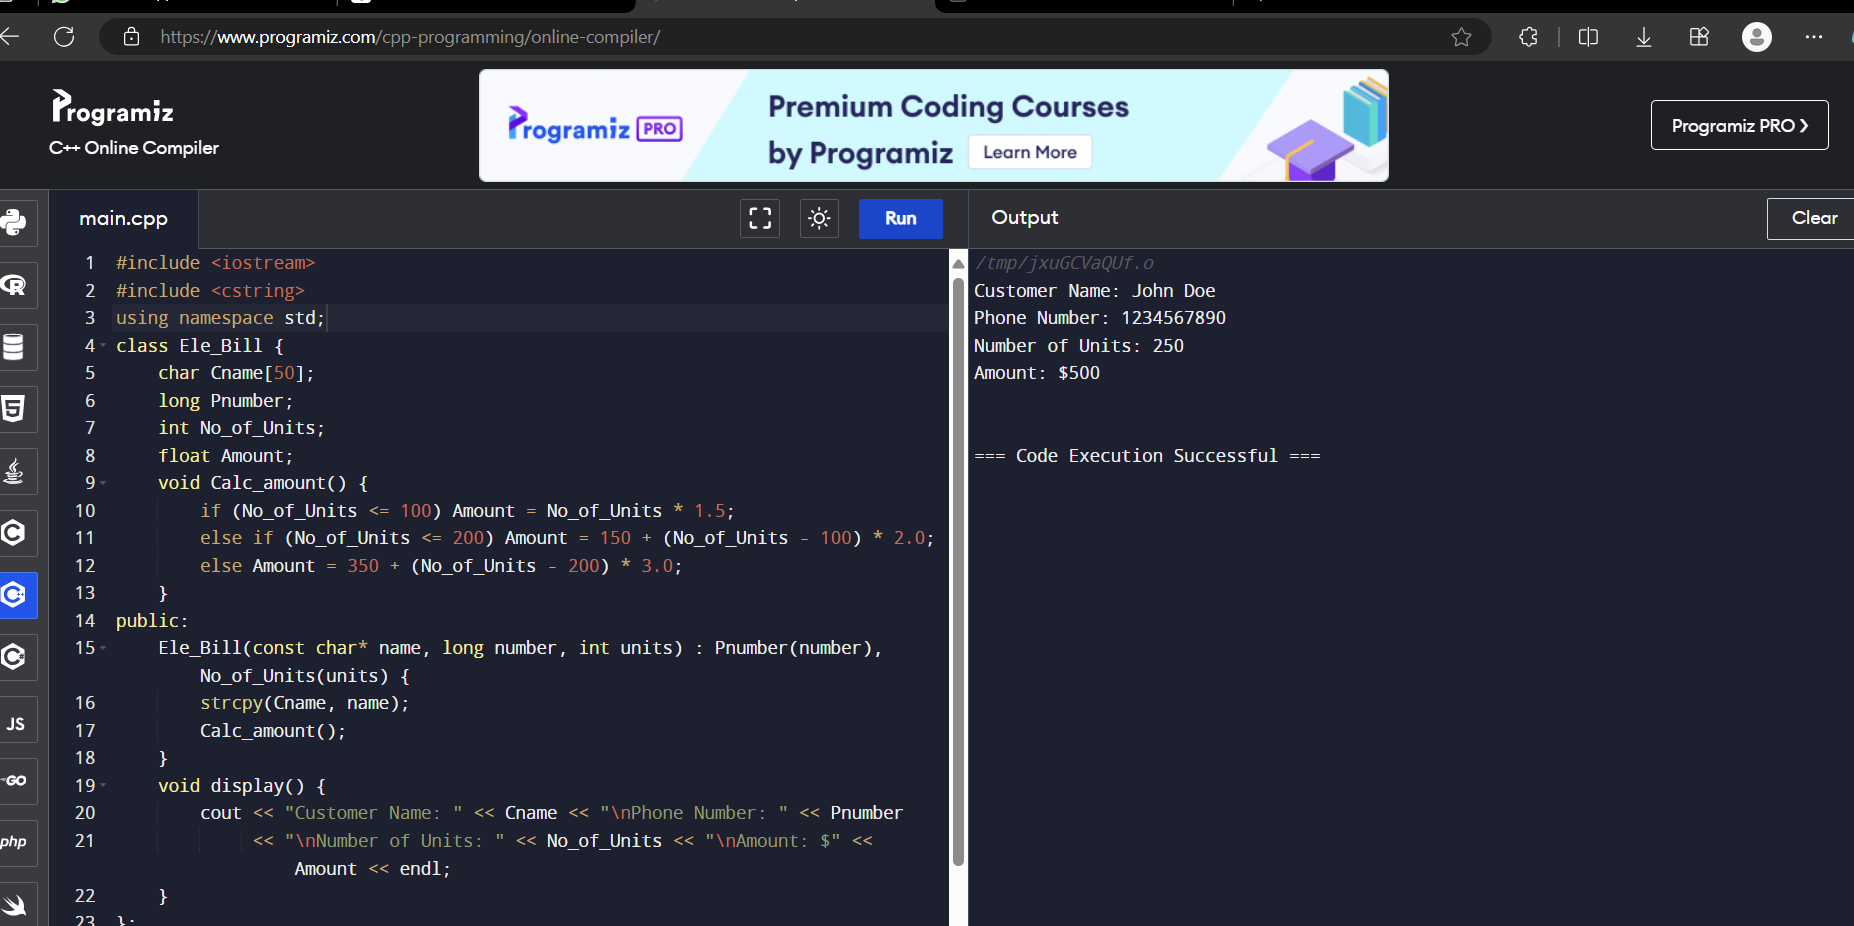 https://www.programiz.com/cpp-programming/online-compiler/
Programiz
C++ Online Compiler
Programiz PRO
Premium Coding Courses
by Programiz Learn More
Programiz PRO ❯
main.cpp
Run
Output
Clear
1 #include <iostream>
2 #include <cstring>
3 using namespace std;
4 class Ele_Bill {
5 char Cname[50];
6 long Pnumber;
7 int No_of_Units;
8 float Amount;
9 void Calc_amount() {
10 if (No_of_Units <= 100) Amount = No_of_Units * 1.5;
11 else if (No_of_Units <= 200) Amount = 150 + (No_of_Units - 100) * 2.0;
12 else Amount = 350 + (No_of_Units - 200) * 3.0;
13 }
14 public:
15 Ele_Bill(const char* name, long number, int units) : Pnumber(number),
No_of_Units(units) {
16 strcpy(Cname, name);
17 Calc_amount();
18 }
19 void display() {
20 cout << "Customer Name: " << Cname << "\nPhone Number: " << Pnumber
21 << "\nNumber of Units: " << No_of_Units << "\nAmount: $" <<
Amount << endl;
22 }
23 };
/tmp/jxuGCVaQUf.o
Customer Name: John Doe
Phone Number: 1234567890
Number of Units: 250
Amount: $500
=== Code Execution Successful ===
R
5
C
C++
C#
JS
GO
php